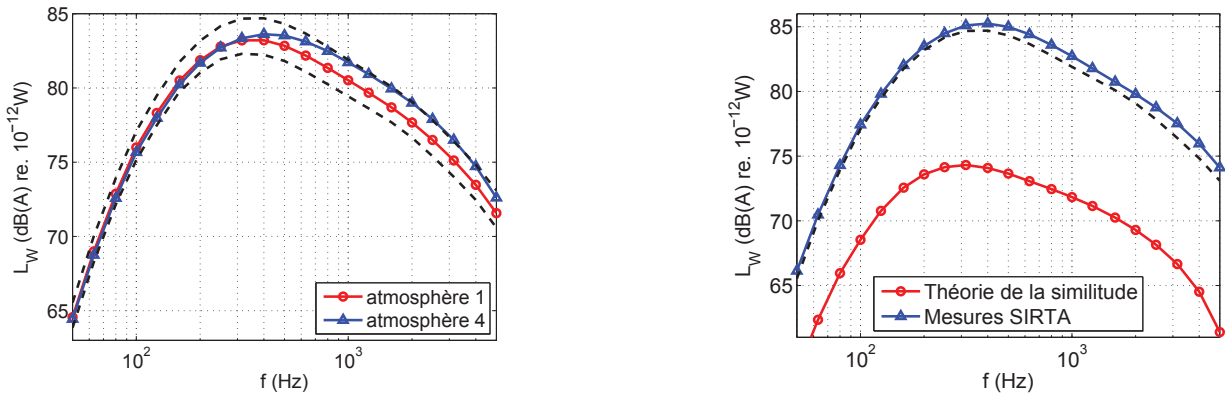 85
80
75
70
65
L_W (dB(A) re. 10^-12 W)
10^2
10^3
f (Hz)
atmosphère 1
atmosphère 4
85
80
75
70
65
L_W (dB(A) re. 10^-12 W)
10^2
10^3
f (Hz)
Théorie de la similitude
Mesures SIRTA